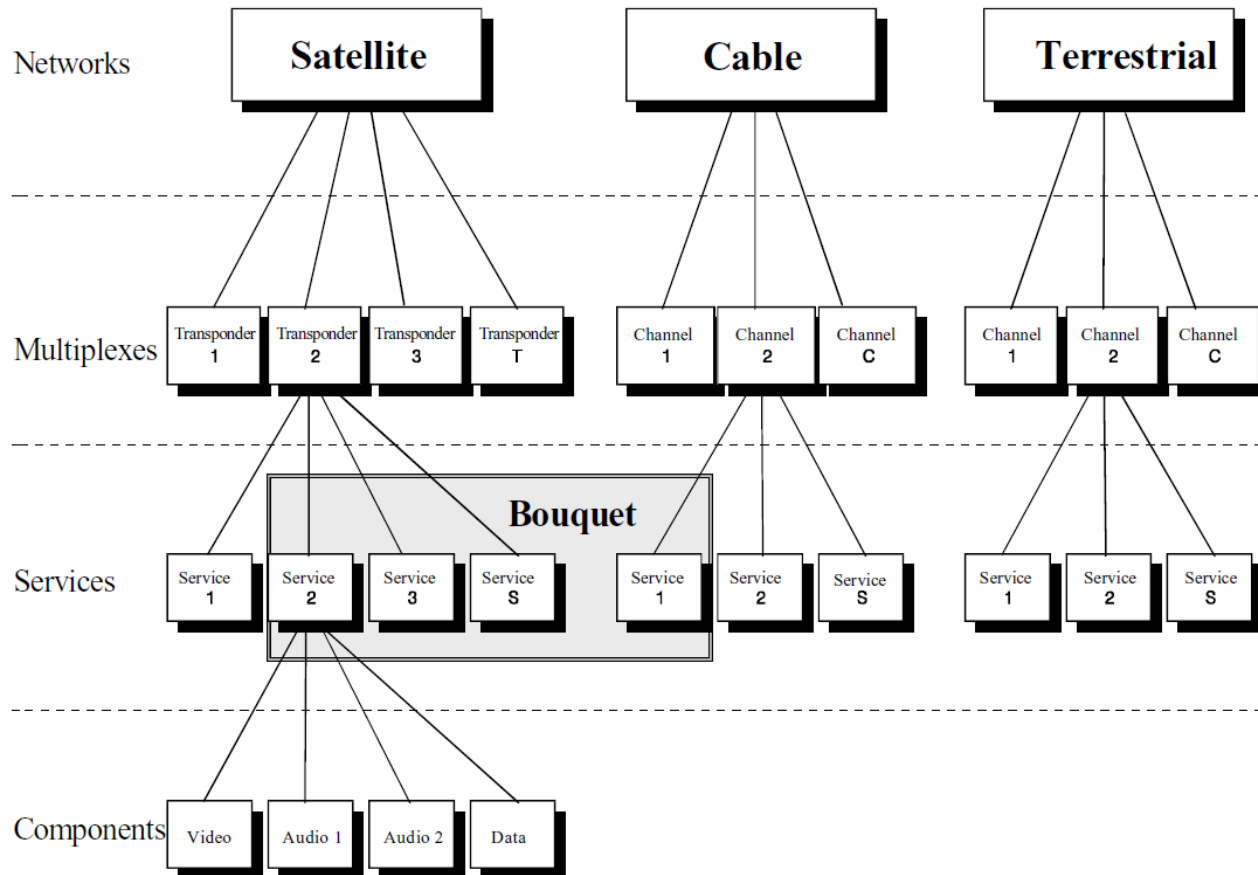 Networks
Satellite
Cable
Terrestrial
Multiplexes
Transponder
1
Transponder
2
Transponder
3
Transponder
T
Channel
1
Channel
2
Channel
C
Channel
1
Channel
2
Channel
C
Bouquet
Services
Service
1
Service
2
Service
3
Service
S
Service
1
Service
2
Service
S
Service
1
Service
2
Service
S
Components
Video
Audio 1
Audio 2
Data